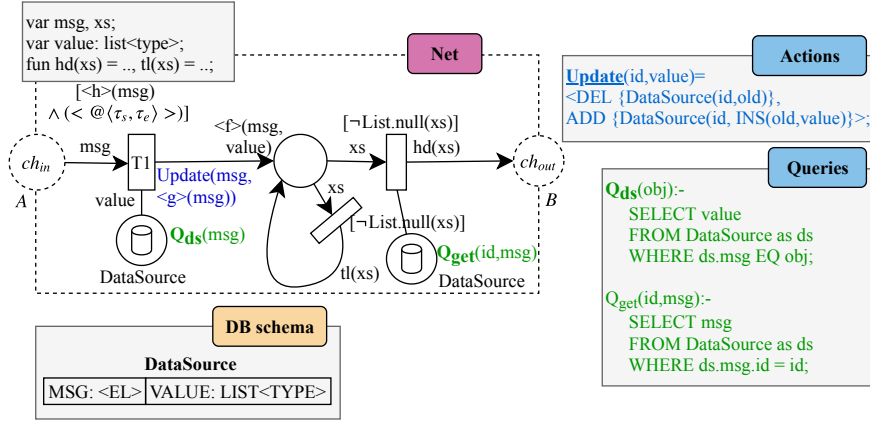 var msg, xs;
var value: list<type>;
fun hd(xs) = .., tl(xs) = ..;
Net
Actions
Update(id,value)=
<DEL {DataSource(id,old)},
ADD {DataSource(id, INS(old,value)}>;
[<h>(msg)
∧ (< @⟨τs, τe⟩ >)]
<f>(msg,
value)
[¬List.null(xs)]
chin
msg
T1
xs
hd(xs)
chout
Update(msg,
<g>(msg))
A
value
xs
[¬List.null(xs)]
B
Qds(msg)
Qget(id,msg)
DataSource
tl(xs)
DataSource
Queries
Qds(obj):-
SELECT value
FROM DataSource as ds
WHERE ds.msg EQ obj;
Qget(id,msg):-
SELECT msg
FROM DataSource as ds
WHERE ds.msg.id = id;
DB schema
DataSource
MSG: <EL> VALUE: LIST<TYPE>